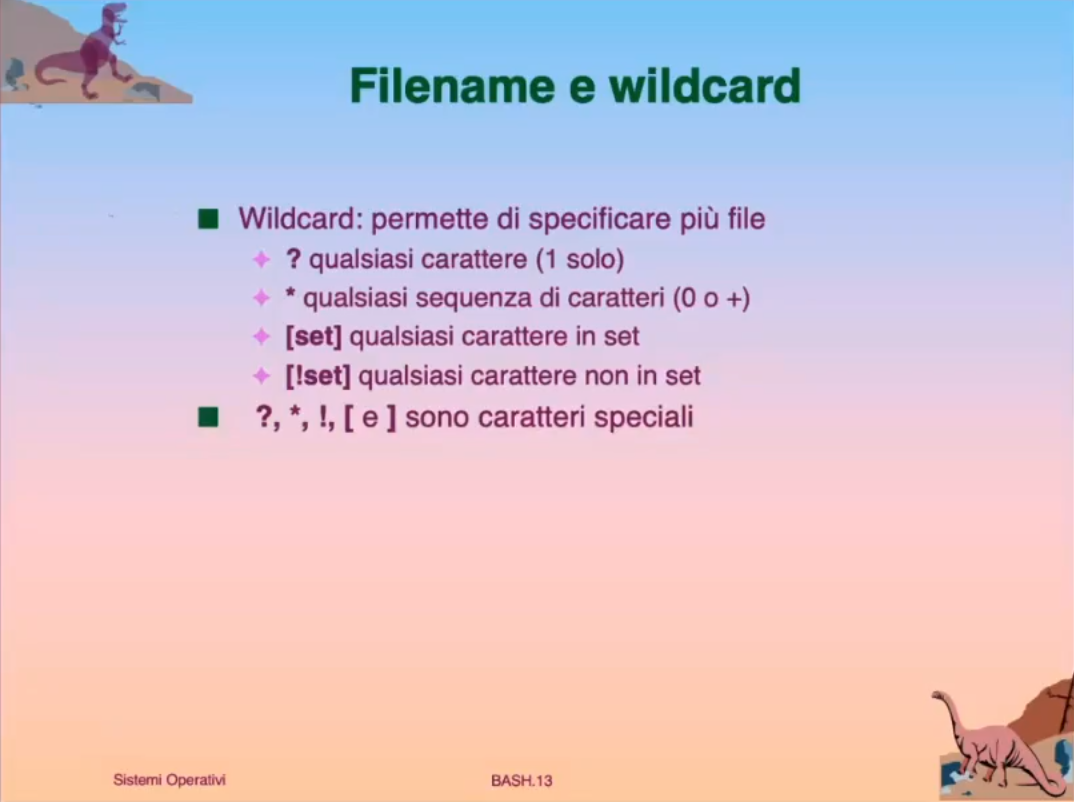 Filename e wildcard
Wildcard: permette di specificare più file
? qualsiasi carattere (1 solo)
* qualsiasi sequenza di caratteri (0 o +)
[set] qualsiasi carattere in set
[!set] qualsiasi carattere non in set
?, *, !, [ e ] sono caratteri speciali
Sistemi Operativi
BASH.13